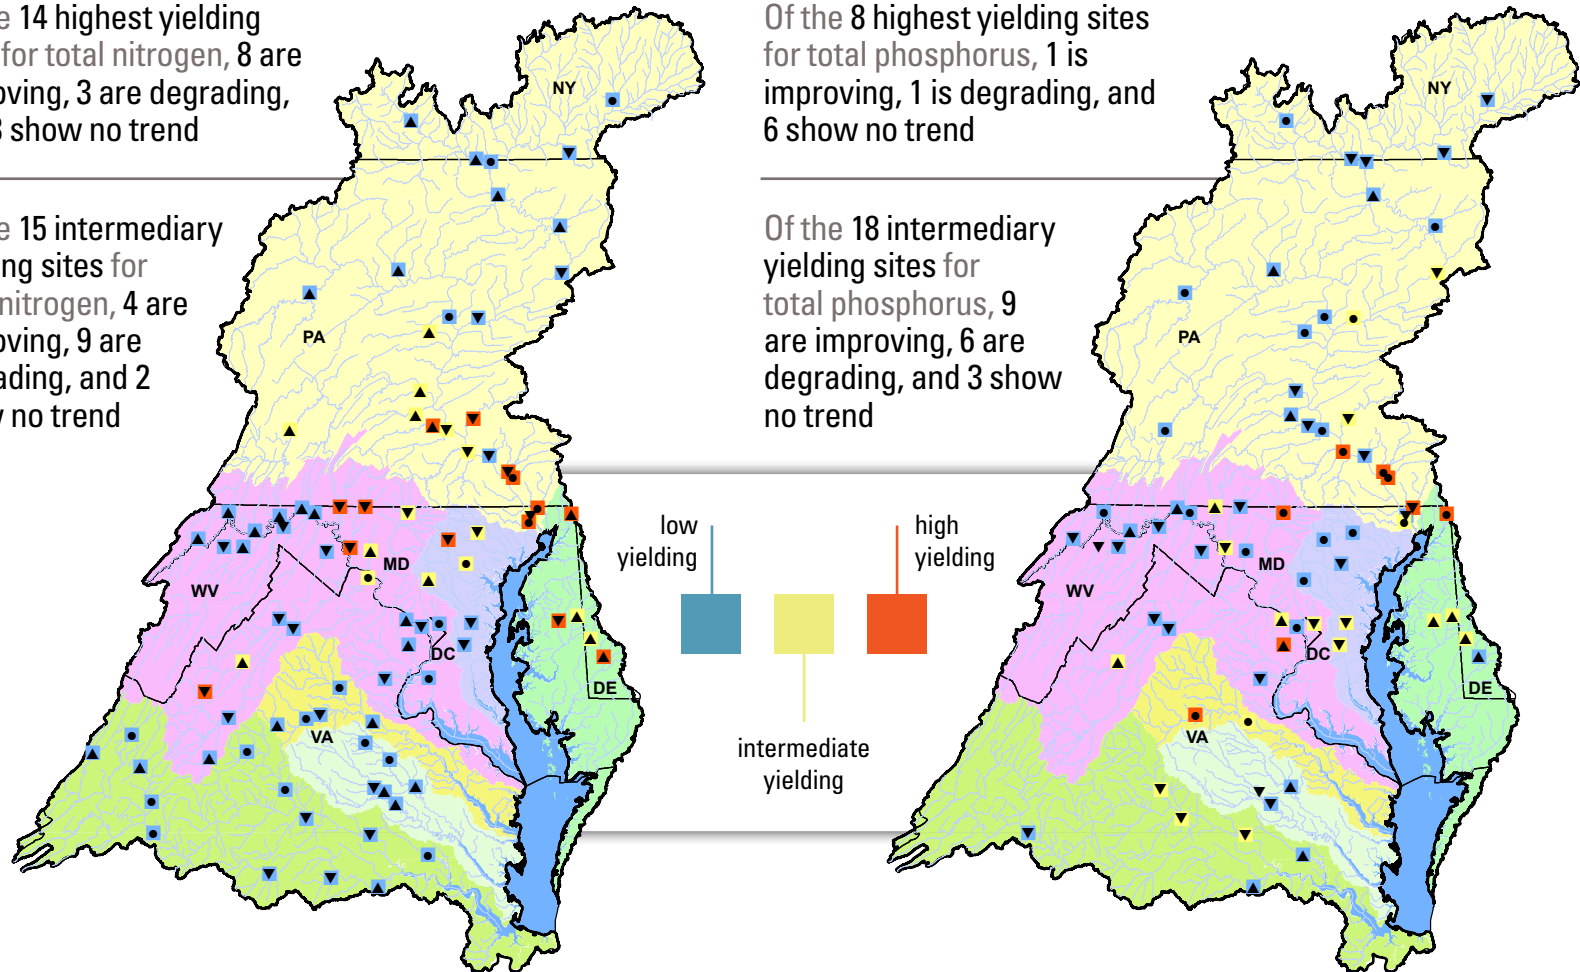 e 14 highest yielding
for total nitrogen, 8 are
oving, 3 are degrading,
3 show no trend
e 15 intermediary
ng sites for
nitrogen, 4 are
oving, 9 are
ading, and 2
no trend
NY
PA
WV
MD
DC
DE
VA
low
yielding
high
yielding
intermediate
yielding
Of the 8 highest yielding sites
for total phosphorus, 1 is
improving, 1 is degrading, and
6 show no trend
Of the 18 intermediary
yielding sites for
total phosphorus, 9
are improving, 6 are
degrading, and 3 show
no trend
NY
PA
WV
MD
DC
DE
VA